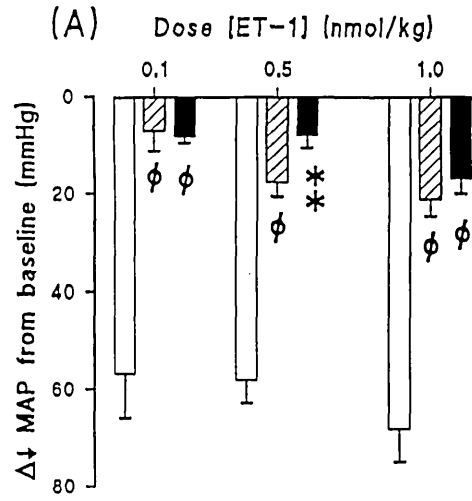 (A) Dose [ET-1] (nmol/kg)
0.1 0.5 1.0
0
20
40
60
80
Δ↓ MAP from baseline (mmHg)
ϕ ϕ ϕ * * ϕ ϕ